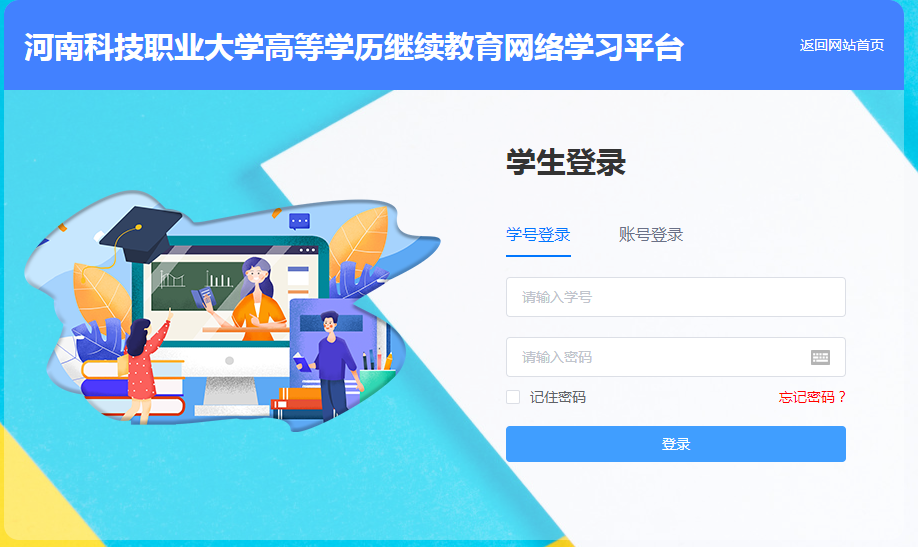 河南科技职业大学高等学历继续教育网络学习平台
返回网站首页
学生登录
学号登录 账号登录
请输入学号
请输入密码
记住密码 忘记密码？
登录